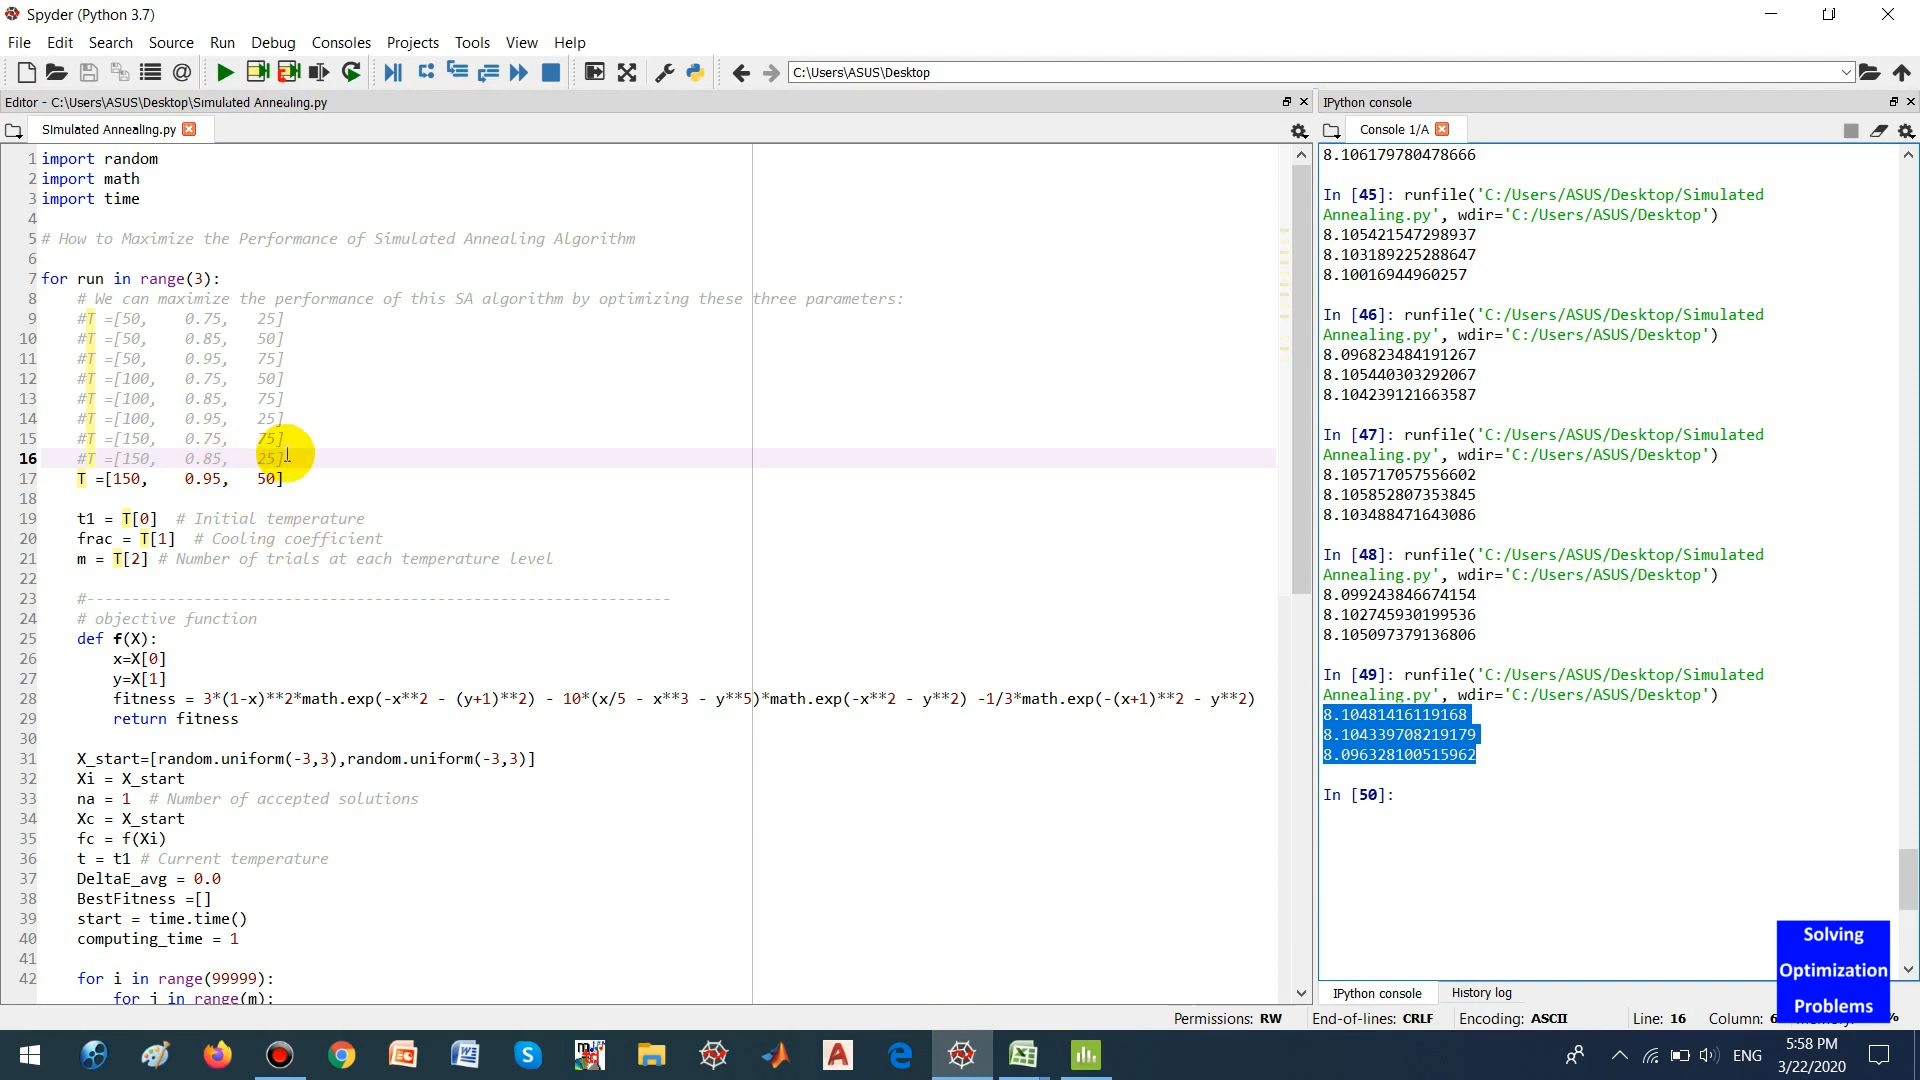 Spyder (Python 3.7)
File Edit Search Source Run Debug Consoles Projects Tools View Help
C:\Users\ASUS\Desktop
Editor - C:\Users\ASUS\Desktop\Simulated Annealing.py
Simulated Annealing.py
1 import random
2 import math
3 import time
4
5 # How to Maximize the Performance of Simulated Annealing Algorithm
6
7 for run in range(3):
8 # We can maximize the performance of this SA algorithm by optimizing these three parameters:
9 #T =[50, 0.75, 25]
10 #T =[50, 0.85, 50]
11 #T =[50, 0.95, 75]
12 #T =[100, 0.75, 50]
13 #T =[100, 0.85, 75]
14 #T =[100, 0.95, 25]
15 #T =[150, 0.75, 75]
16 #T =[150, 0.85, 25]
17 T =[150, 0.95, 50]
18
19 t1 = T[0] # Initial temperature
20 frac = T[1] # Cooling coefficient
21 m = T[2] # Number of trials at each temperature level
22
23 #-----------------------------------------------------------------
24 # objective function
25 def f(X):
26 x=X[0]
27 y=X[1]
28 fitness = 3*(1-x)**2*math.exp(-x**2 - (y+1)**2) - 10*(x/5 - x**3 - y**5)*math.exp(-x**2 - y**2) -1/3*math.exp(-(x+1)**2 - y**2)
29 return fitness
30
31 X_start=[random.uniform(-3,3),random.uniform(-3,3)]
32 Xi = X_start
33 na = 1 # Number of accepted solutions
34 Xc = X_start
35 fc = f(Xi)
36 t = t1 # Current temperature
37 DeltaE_avg = 0.0
38 BestFitness =[]
39 start = time.time()
40 computing_time = 1
41
42 for i in range(99999):
for j in range(m):
IPython console
Console 1/A
8.106179780478666
In [45]: runfile('C:/Users/ASUS/Desktop/Simulated
Annealing.py', wdir='C:/Users/ASUS/Desktop')
8.105421547298937
8.103189225288647
8.10016944960257
In [46]: runfile('C:/Users/ASUS/Desktop/Simulated
Annealing.py', wdir='C:/Users/ASUS/Desktop')
8.096823484191267
8.105440303292067
8.104239121663587
In [47]: runfile('C:/Users/ASUS/Desktop/Simulated
Annealing.py', wdir='C:/Users/ASUS/Desktop')
8.105717057556602
8.105852807353845
8.103488471643086
In [48]: runfile('C:/Users/ASUS/Desktop/Simulated
Annealing.py', wdir='C:/Users/ASUS/Desktop')
8.099243846674154
8.102745930199536
8.105097379136806
In [49]: runfile('C:/Users/ASUS/Desktop/Simulated
Annealing.py', wdir='C:/Users/ASUS/Desktop')
8.10481416119168
8.104339708219179
8.096328100515962
In [50]:
Solving
Optimization
Problems
IPython console History log
Permissions: RW End-of-lines: CRLF Encoding: ASCII Line: 16 Column: %
ENG
5:58 PM
3/22/2020